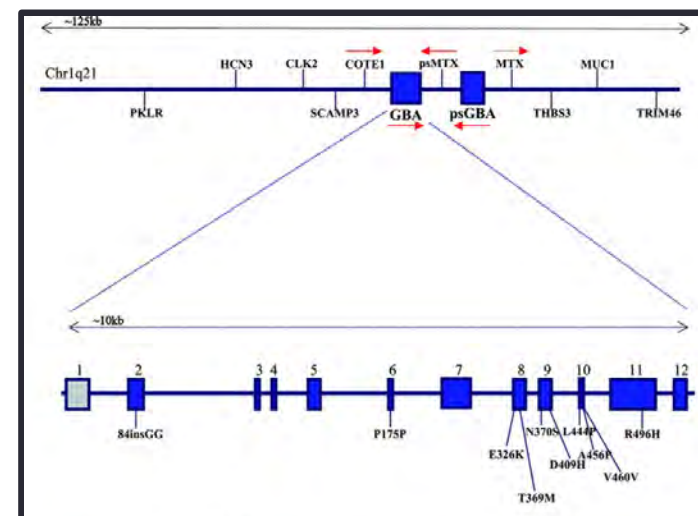 ~125kb
Chr1q21
HCN3 CLK2 COTE1 psMTX MTX MUC1
PKLR SCAMP3 GBA psGBA THBS3 TRIM46
~10kb
1 2 3 4 5 6 7 8 9 10 11 12
84insGG P175P E326K T369M N370S D409H L444P A456P V460V R496H